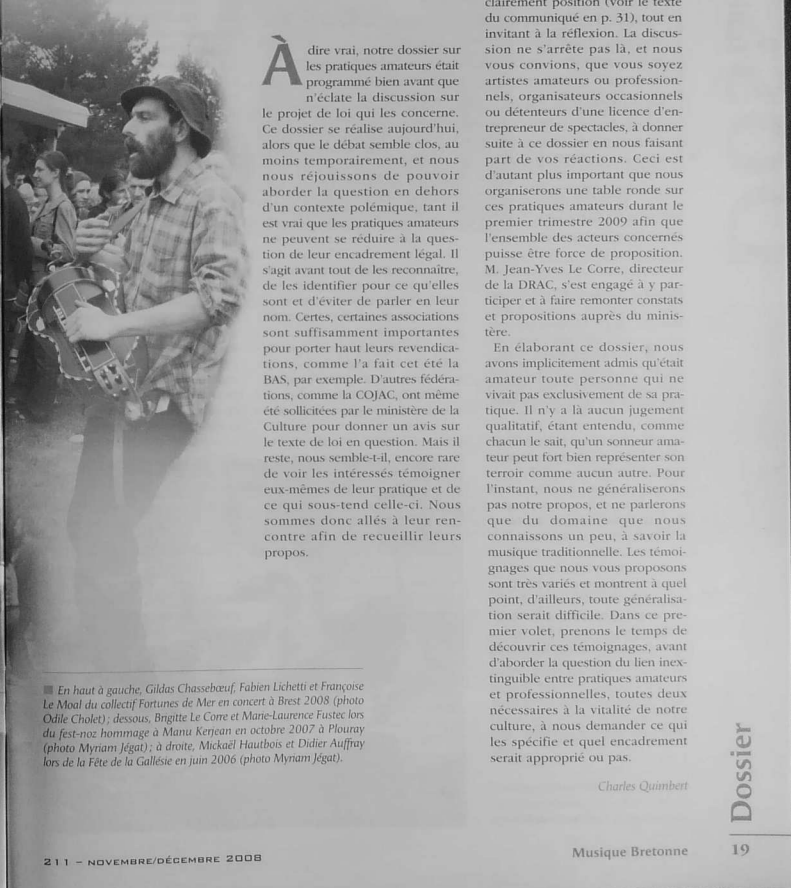 À dire vrai, notre dossier sur
les pratiques amateurs était
programmé bien avant que
n'éclate la discussion sur
le projet de loi qui les concerne.
Ce dossier se réalise aujourd'hui,
alors que le débat semble clos, au
moins temporairement, et nous
nous réjouissons de pouvoir
aborder la question en dehors
d'un contexte polémique, tant il
est vrai que les pratiques amateurs
ne peuvent se réduire à la ques-
tion de leur encadrement légal. Il
s'agit avant tout de les reconnaître,
de les identifier pour ce qu'elles
sont et d'éviter de parler en leur
nom. Certes, certaines associations
sont suffisamment importantes
pour porter haut leurs revendica-
tions, comme l'a fait cet été la
BAS, par exemple. D'autres fédéra-
tions, comme la COJAC, ont même
été sollicitées par le ministère de la
Culture pour donner un avis sur
le texte de loi en question. Mais il
reste, nous semble-t-il, encore rare
de voir les intéressés témoigner
eux-mêmes de leur pratique et de
ce qui sous-tend celle-ci. Nous
sommes donc allés à leur ren-
contre afin de recueillir leurs
propos.
clairement position (voir le texte
du communiqué en p. 31), tout en
invitant à la réflexion. La discus-
sion ne s'arrête pas là, et nous
vous convions, que vous soyez
artistes amateurs ou profession-
nels, organisateurs occasionnels
ou détenteurs d'une licence d'en-
trepreneur de spectacles, à donner
suite à ce dossier en nous faisant
part de vos réactions. Ceci est
d'autant plus important que nous
organiserons une table ronde sur
ces pratiques amateurs durant le
premier trimestre 2009 afin que
l'ensemble des acteurs concernés
puisse être force de proposition.
M. Jean-Yves Le Corre, directeur
de la DRAC, s'est engagé à y par-
ticiper et à faire remonter constats
et propositions auprès du minis-
tère.
En élaborant ce dossier, nous
avons implicitement admis qu'était
amateur toute personne qui ne
vivait pas exclusivement de sa pra-
tique. Il n'y a là aucun jugement
qualitatif, étant entendu, comme
chacun le sait, qu'un sonneur ama-
teur peut fort bien représenter son
terroir comme aucun autre. Pour
l'instant, nous ne généraliserons
pas notre propos, et ne parlerons
que du domaine que nous
connaissons un peu, à savoir la
musique traditionnelle. Les témoi-
gnages que nous vous proposons
sont très variés et montrent à quel
point, d'ailleurs, toute généralisa-
tion serait difficile. Dans ce pre-
mier volet, prenons le temps de
découvrir ces témoignages, avant
d'aborder la question du lien inex-
tinguible entre pratiques amateurs
et professionnelles, toutes deux
nécessaires à la vitalité de notre
culture, à nous demander ce qui
les spécifie et quel encadrement
serait approprié ou pas.
Charles Quimbert
■ En haut à gauche, Gildas Chassebœuf, Fabien Lichetti et Françoise
Le Moal du collectif Fortunes de Mer en concert à Brest 2008 (photo
Odile Cholet) ; dessous, Brigitte Le Corre et Marie-Laurence Fustec lors
du fest-noz hommage à Manu Kerjean en octobre 2007 à Plouray
(photo Myriam Jégat) ; à droite, Mickaël Hautbois et Didier Auffray
lors de la Fête de la Gallésie en juin 2006 (photo Myriam Jégat).
Dossier
211 – NOVEMBRE/DÉCEMBRE 2008
Musique Bretonne
19